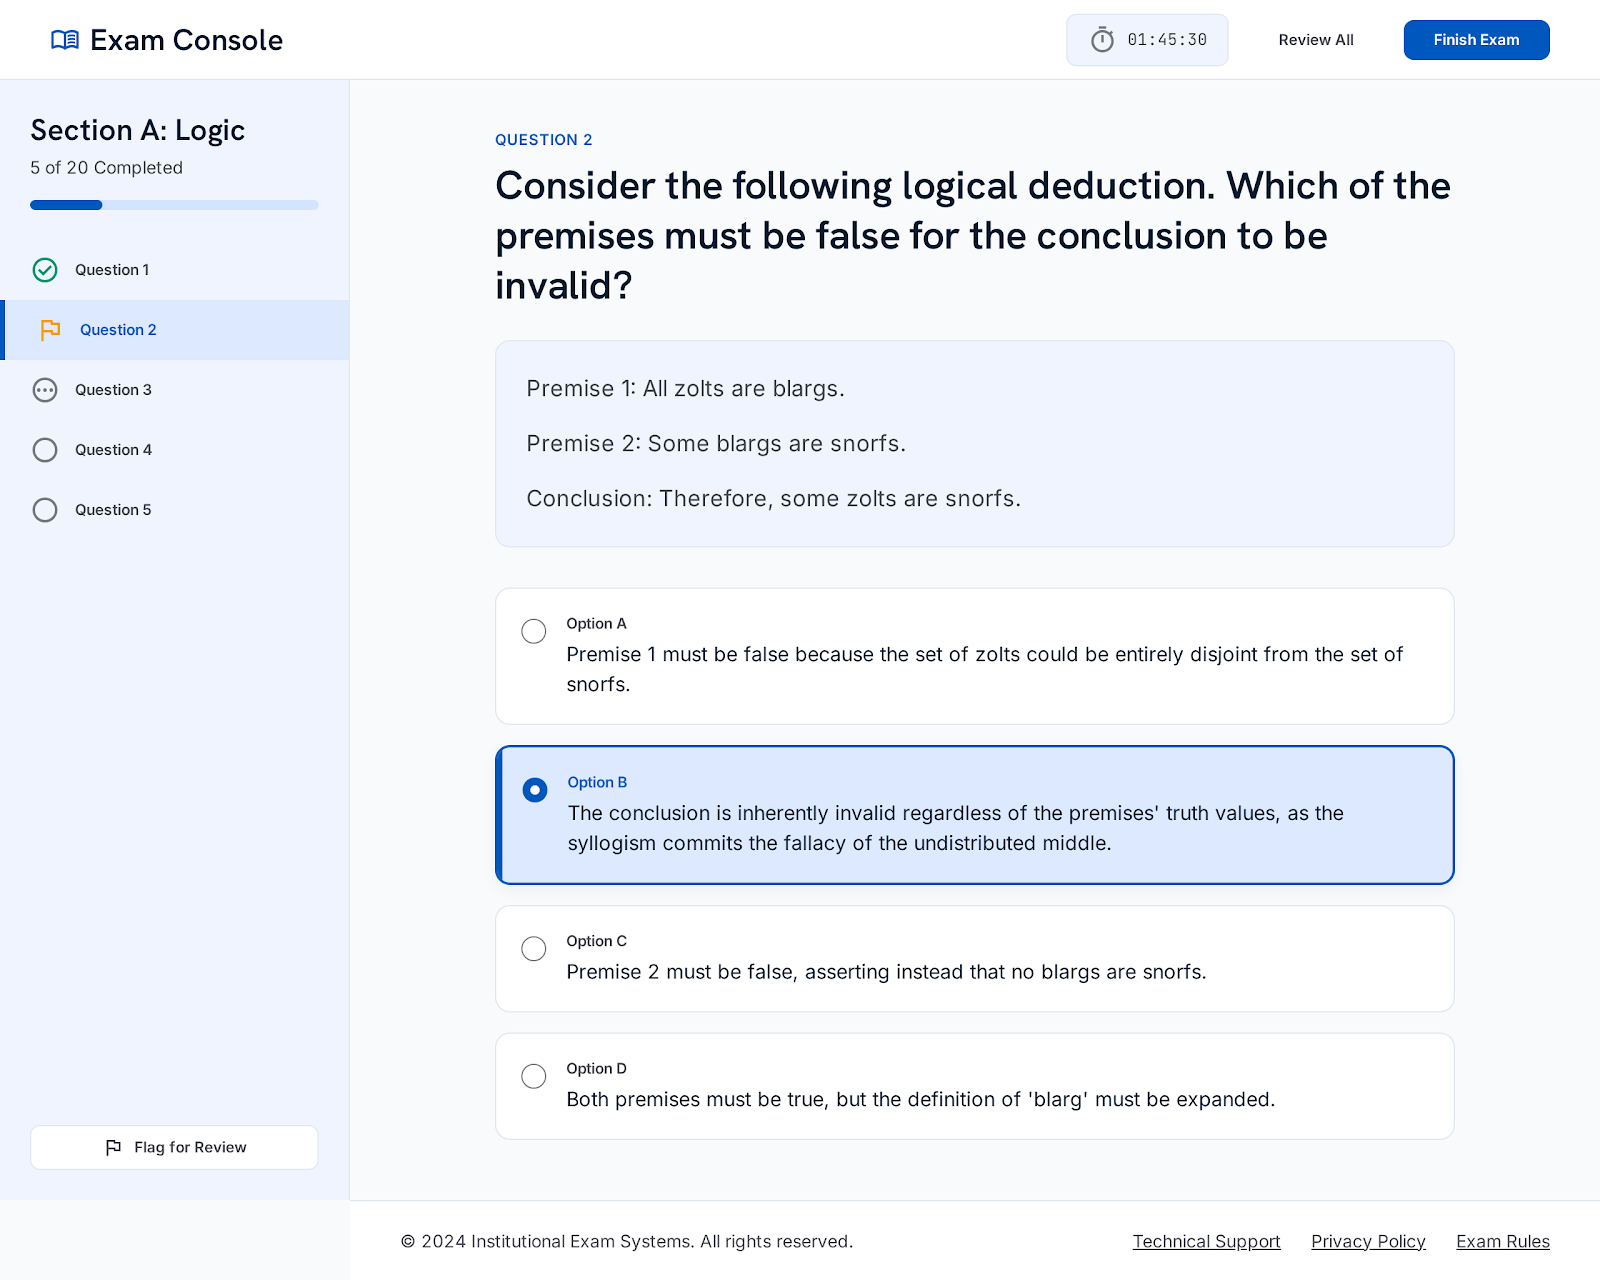 Exam Console
01:45:30
Review All
Finish Exam
Section A: Logic
5 of 20 Completed
Question 1
Question 2
Question 3
Question 4
Question 5
Flag for Review
QUESTION 2
Consider the following logical deduction. Which of the
premises must be false for the conclusion to be
invalid?
Premise 1: All zolts are blargs.
Premise 2: Some blargs are snorfs.
Conclusion: Therefore, some zolts are snorfs.
Option A
Premise 1 must be false because the set of zolts could be entirely disjoint from the set of
snorfs.
Option B
The conclusion is inherently invalid regardless of the premises' truth values, as the
syllogism commits the fallacy of the undistributed middle.
Option C
Premise 2 must be false, asserting instead that no blargs are snorfs.
Option D
Both premises must be true, but the definition of 'blarg' must be expanded.
© 2024 Institutional Exam Systems. All rights reserved.
Technical Support
Privacy Policy
Exam Rules